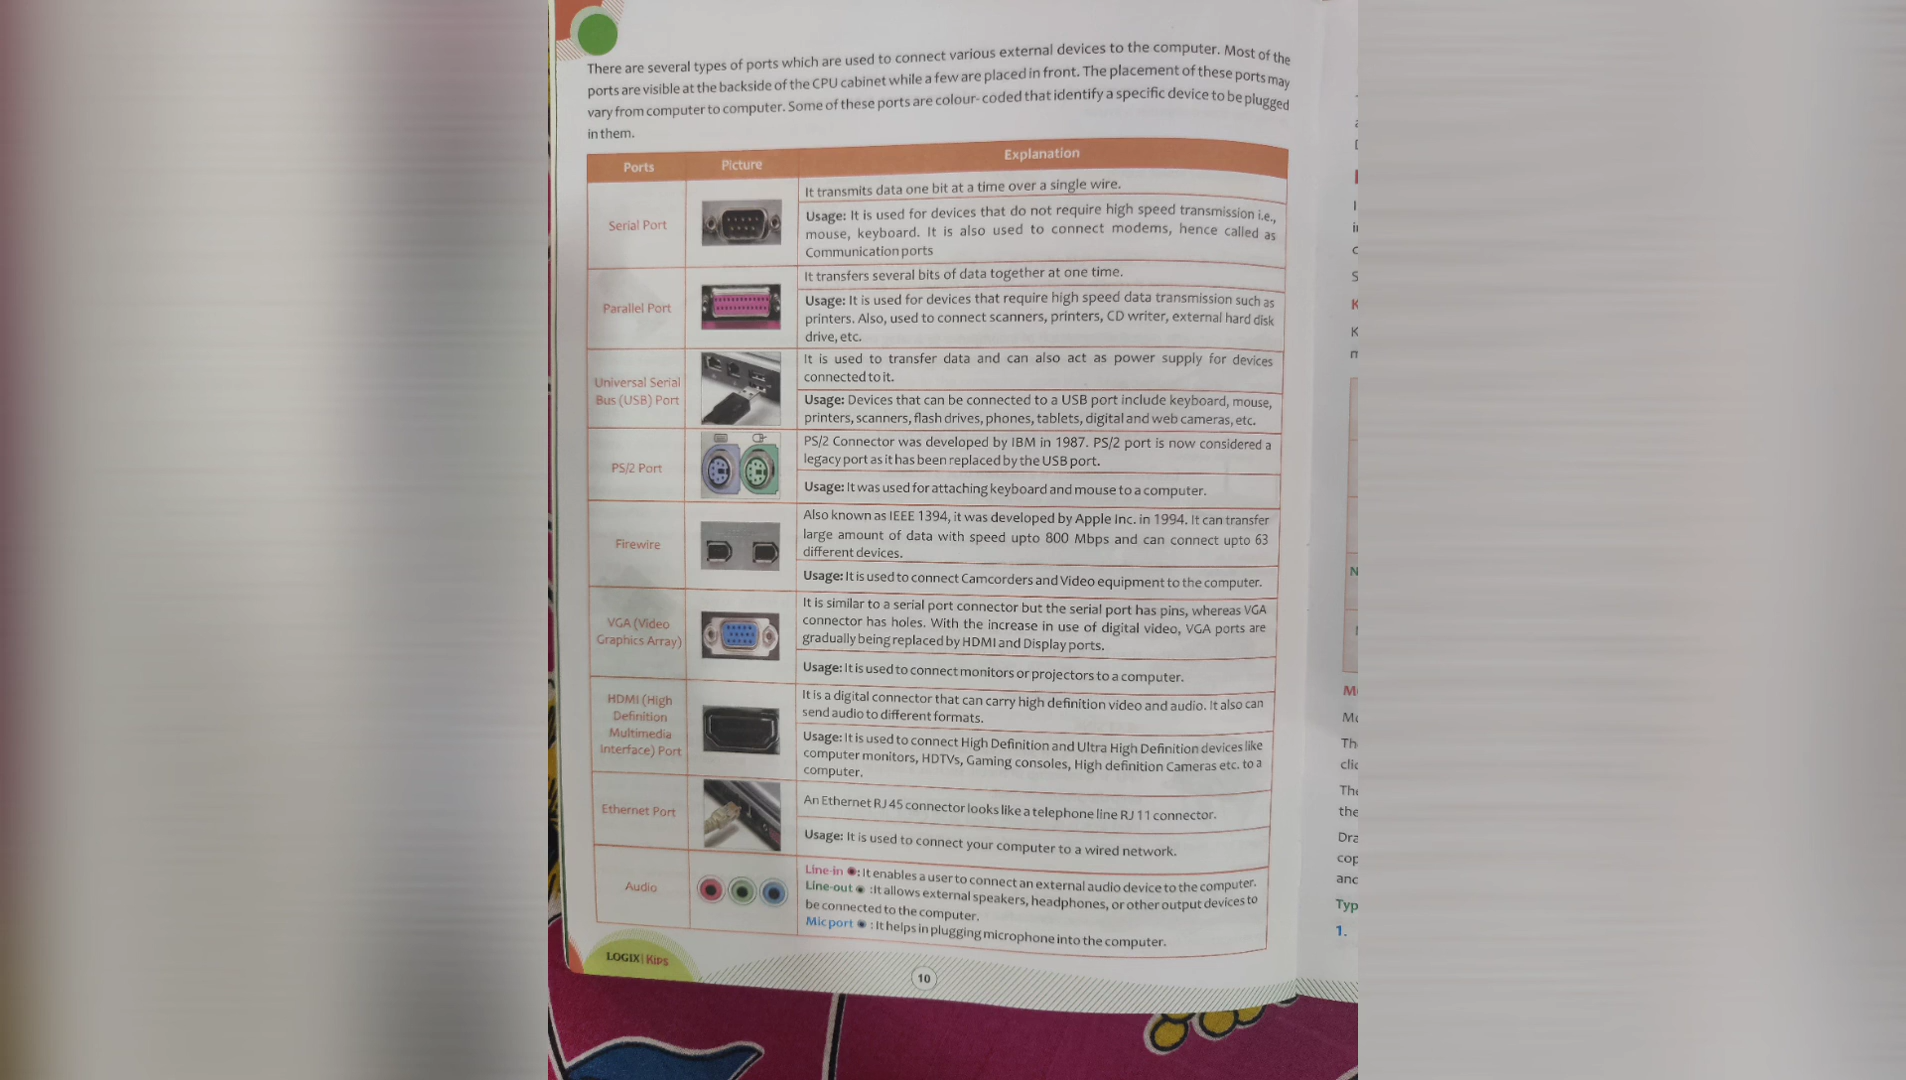 There are several types of ports which are used to connect various external devices to the computer. Most of the
ports are visible at the backside of the CPU cabinet while a few are placed in front. The placement of these ports may
vary from computer to computer. Some of these ports are colour- coded that identify a specific device to be plugged
in them.
Ports
Picture
Explanation
Serial Port
It transmits data one bit at a time over a single wire.
Usage: It is used for devices that do not require high speed transmission i.e.,
mouse, keyboard. It is also used to connect modems, hence called as
Communication ports
Parallel Port
It transfers several bits of data together at one time.
Usage: It is used for devices that require high speed data transmission such as
printers. Also, used to connect scanners, printers, CD writer, external hard disk
drive, etc.
Universal Serial
Bus (USB) Port
It is used to transfer data and can also act as power supply for devices
connected to it.
Usage: Devices that can be connected to a USB port include keyboard, mouse,
printers, scanners, flash drives, phones, tablets, digital and web cameras, etc.
PS/2 Port
PS/2 Connector was developed by IBM in 1987. PS/2 port is now considered a
legacy port as it has been replaced by the USB port.
Usage: It was used for attaching keyboard and mouse to a computer.
Firewire
Also known as IEEE 1394, it was developed by Apple Inc. in 1994. It can transfer
large amount of data with speed upto 800 Mbps and can connect upto 63
different devices.
Usage: It is used to connect Camcorders and Video equipment to the computer.
VGA (Video
Graphics Array)
It is similar to a serial port connector but the serial port has pins, whereas VGA
connector has holes. With the increase in use of digital video, VGA ports are
gradually being replaced by HDMI and Display ports.
Usage: It is used to connect monitors or projectors to a computer.
HDMI (High
Definition
Multimedia
Interface) Port
It is a digital connector that can carry high definition video and audio. It also can
send audio to different formats.
Usage: It is used to connect High Definition and Ultra High Definition devices like
computer monitors, HDTVs, Gaming consoles, High definition Cameras etc. to a
computer.
Ethernet Port
An Ethernet RJ 45 connector looks like a telephone line RJ 11 connector.
Usage: It is used to connect your computer to a wired network.
Audio
Line-in : It enables a user to connect an external audio device to the computer.
Line-out : It allows external speakers, headphones, or other output devices to
be connected to the computer.
Mic port : It helps in plugging microphone into the computer.
LOGIX Kips
10
Th
clic
The
the
Dra
cop
and
Typ
1.